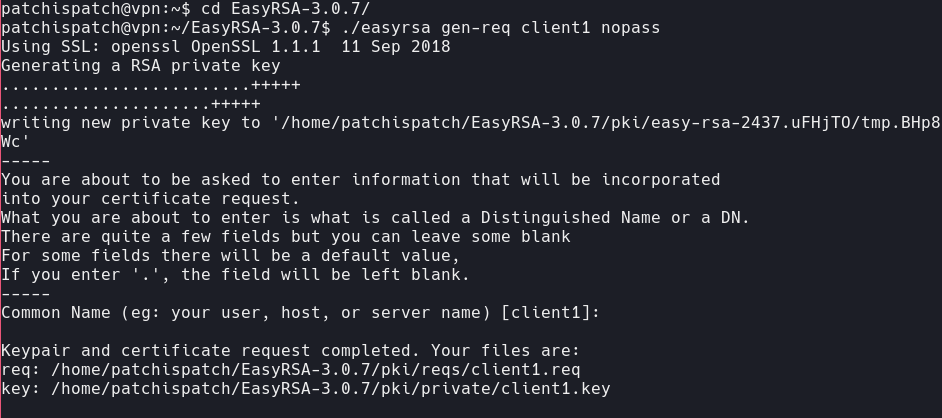 patchispatch@vpn:~$ cd EasyRSA-3.0.7/
patchispatch@vpn:~/EasyRSA-3.0.7$ ./easyrsa gen-req client1 nopass
Using SSL: openssl OpenSSL 1.1.1  11 Sep 2018
Generating a RSA private key
.........................+++++
.....................+++++
writing new private key to '/home/patchispatch/EasyRSA-3.0.7/pki/easy-rsa-2437.uFHjTO/tmp.BHp8
Wc'
-----
You are about to be asked to enter information that will be incorporated
into your certificate request.
What you are about to enter is what is called a Distinguished Name or a DN.
There are quite a few fields but you can leave some blank
For some fields there will be a default value,
If you enter '.', the field will be left blank.
-----
Common Name (eg: your user, host, or server name) [client1]:
Keypair and certificate request completed. Your files are:
req: /home/patchispatch/EasyRSA-3.0.7/pki/reqs/client1.req
key: /home/patchispatch/EasyRSA-3.0.7/pki/private/client1.key